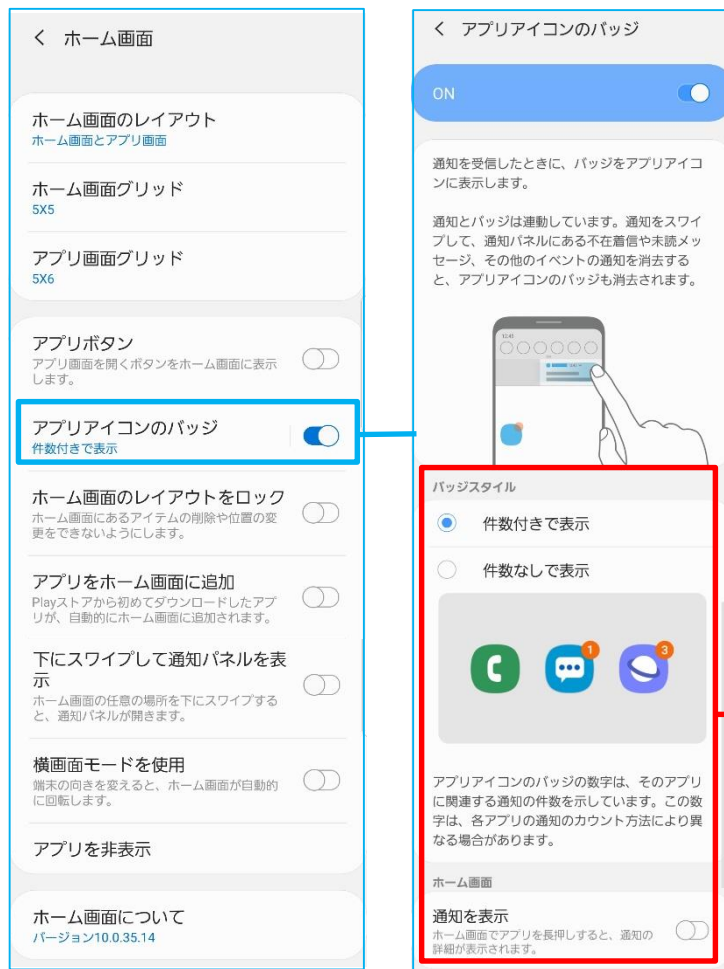 ホーム画面
ホーム画面のレイアウト
ホーム画面とアプリ画面
ホーム画面グリッド
5X5
アプリ画面グリッド
5X6
アプリボタン
アプリ画面を開くボタンをホーム画面に表示
します。
アプリアイコンのバッジ
件数付きで表示
ホーム画面のレイアウトをロック
ホーム画面にあるアイテムの削除や位置の変
更をできないようにします。
アプリをホーム画面に追加
Playストアから初めてダウンロードしたアプ
リが、自動的にホーム画面に追加されます。
下にスワイプして通知パネルを表
示
ホーム画面の任意の場所を下にスワイプする
と、通知パネルが開きます。
横画面モードを使用
端末の向きを変えると、ホーム画面が自動的
に回転します。
アプリを非表示
ホーム画面について
バージョン10.0.35.14
アプリアイコンのバッジ
ON
通知を受信したときに、バッジをアプリアイコ
ンに表示します。
通知とバッジは連動しています。通知をスワイ
プして、通知パネルにある不在着信や未読メッ
セージ、その他のイベントの通知を消去する
と、アプリアイコンのバッジも消去されます。
12:45
バッジスタイル
件数付きで表示
件数なしで表示
1
3
アプリアイコンのバッジの数字は、そのアプリ
に関連する通知の件数を示しています。この数
字は、各アプリの通知のカウント方法により異
なる場合があります。
ホーム画面
通知を表示
ホーム画面でアプリを長押しすると、通知の
詳細が表示されます。